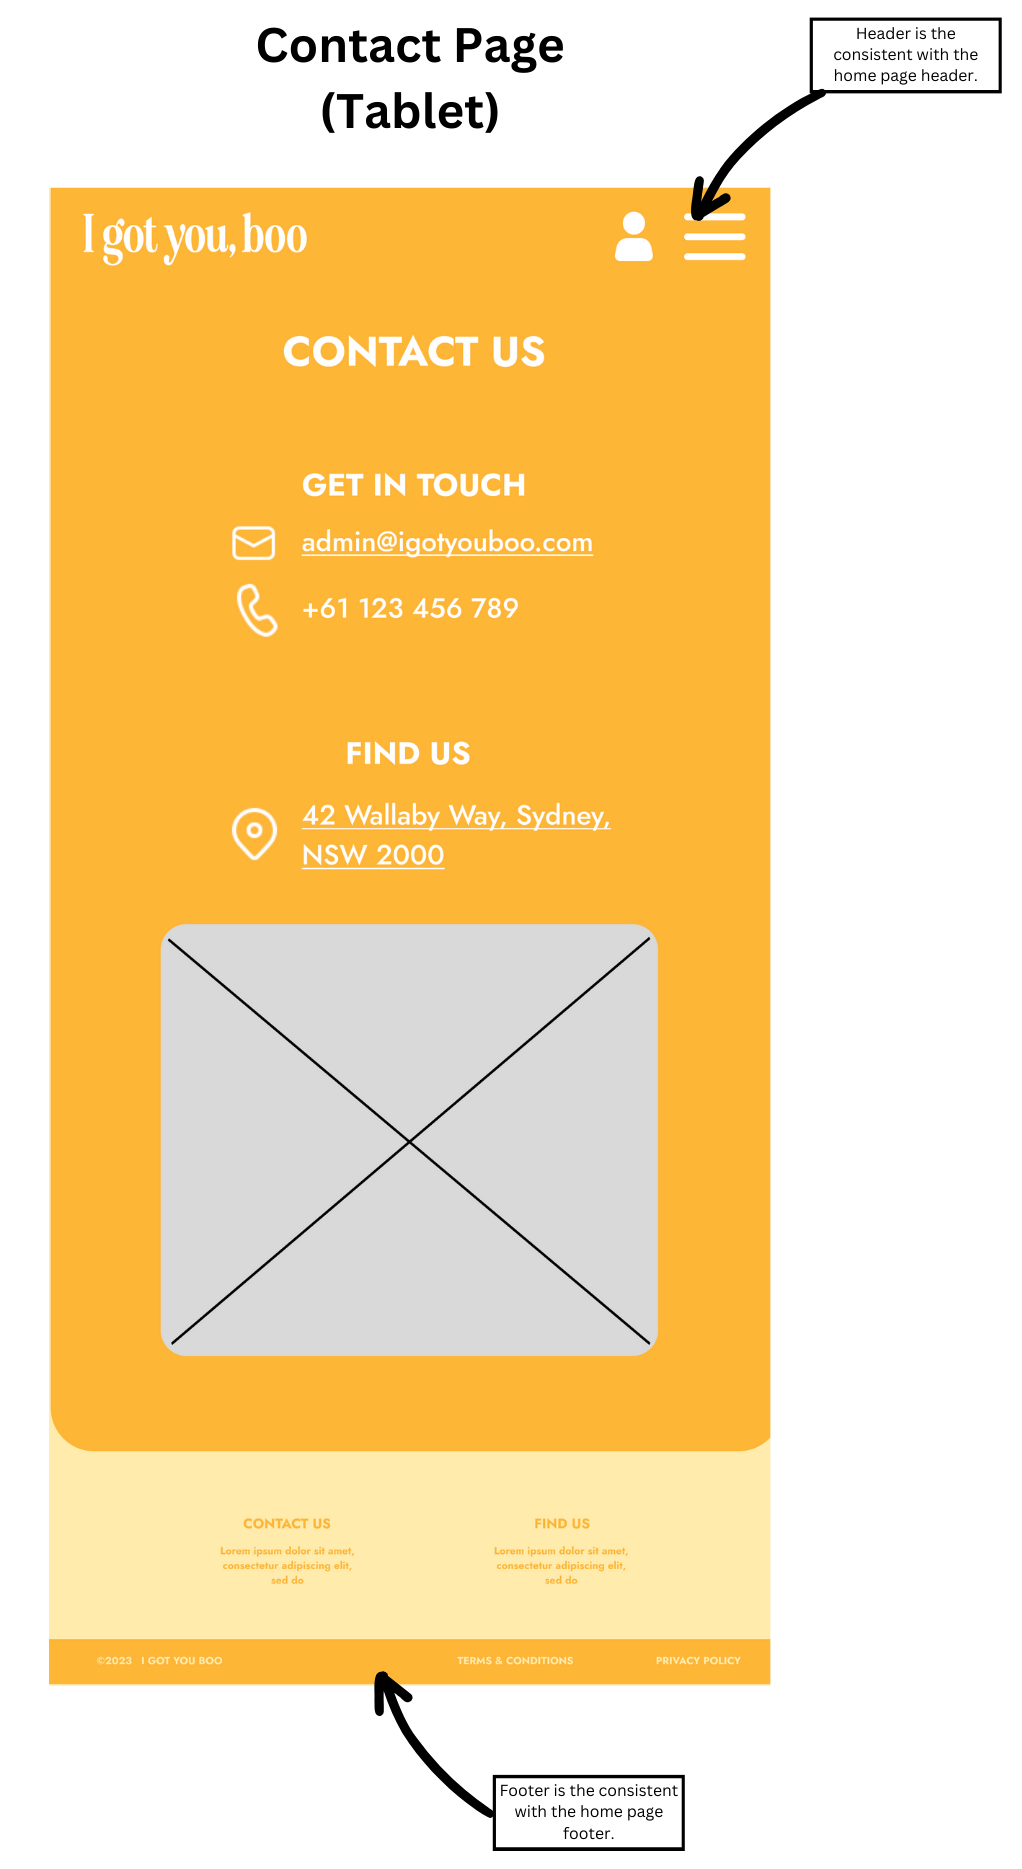 Contact Page
(Tablet)
Header is the
consistent with the
home page header.
I got you, boo
CONTACT US
GET IN TOUCH
admin@igotyouboo.com
+61 123 456 789
FIND US
42 Wallaby Way, Sydney,
NSW 2000
CONTACT US
Lorem ipsum dolor sit amet,
consectetur adipiscing elit,
sed do
FIND US
Lorem ipsum dolor sit amet,
consectetur adipiscing elit,
sed do
©2023 I GOT YOU BOO
TERMS & CONDITIONS
PRIVACY POLICY
Footer is the consistent
with the home page
footer.